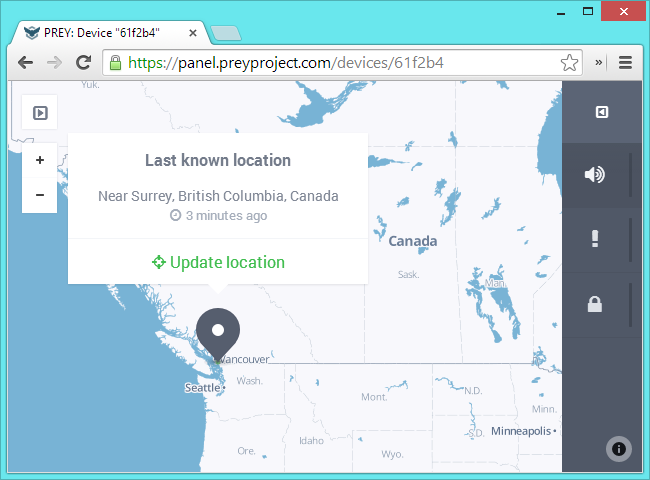 PREY: Device "61f2b4"
https://panel.preyproject.com/devices/61f2b4
Yuk.
+
−
Last known location
Near Surrey, British Columbia, Canada
3 minutes ago
Update location
Canada
Sask.
Man.
Vancouver
Seattle
Wash.
Mont.
N.D.
Minn.
S.D.
Minneapolis
Ore.
Idaho
Wyo.